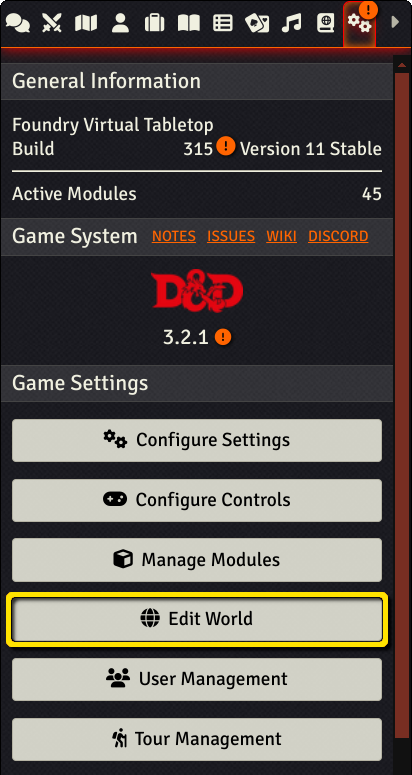 !
General Information
Foundry Virtual Tabletop
Build 315 ! Version 11 Stable
Active Modules 45
Game System NOTES ISSUES WIKI DISCORD
D&D
3.2.1 !
Game Settings
Configure Settings
Configure Controls
Manage Modules
Edit World
User Management
Tour Management